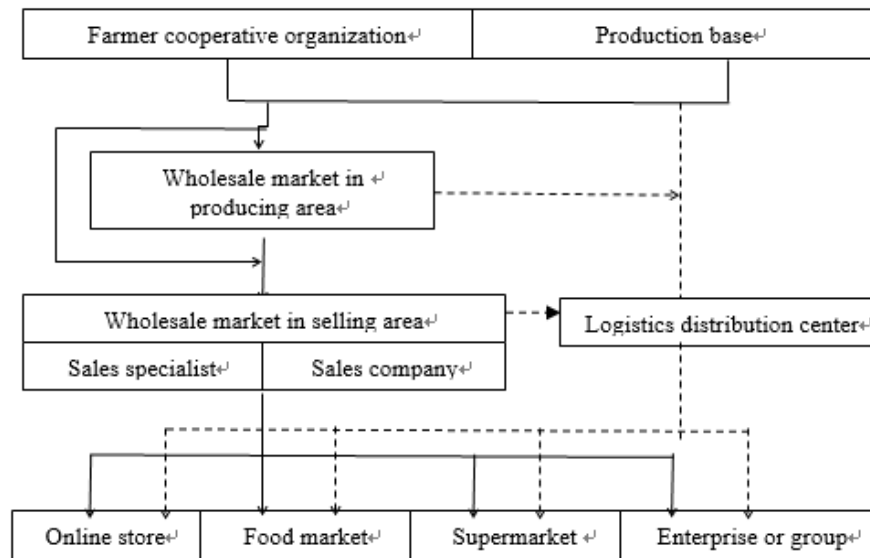 Farmer cooperative organization↵
Production base↵
Wholesale market in ↵
producing area↵
Wholesale market in selling area↵
Logistics distribution center↵
Sales specialist↵
Sales company↵
Online store↵
Food market↵
Supermarket ↵
Enterprise or group↵